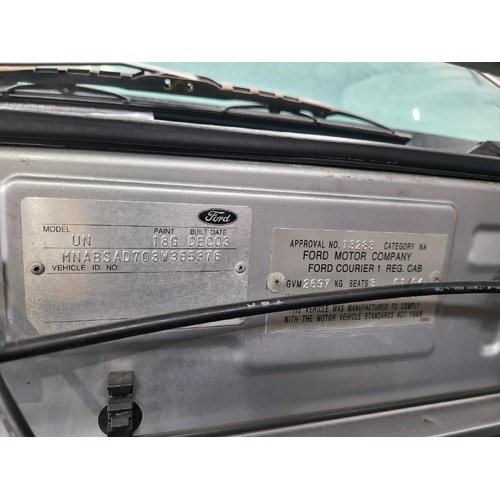 Ford
MODEL PAINT BUILT DATE
UN 18G DEC03
MNABSAD703W365376
VEHICLE ID. NO.
APPROVAL NO. 13283 CATEGORY NA
FORD MOTOR COMPANY
FORD COURIER 1 REG. CAB
GVM 2697 KG SEATS 3
THIS VEHICLE WAS MANUFACTURED TO COMPLY
WITH THE MOTOR VEHICLE STANDARDS ACT 1989